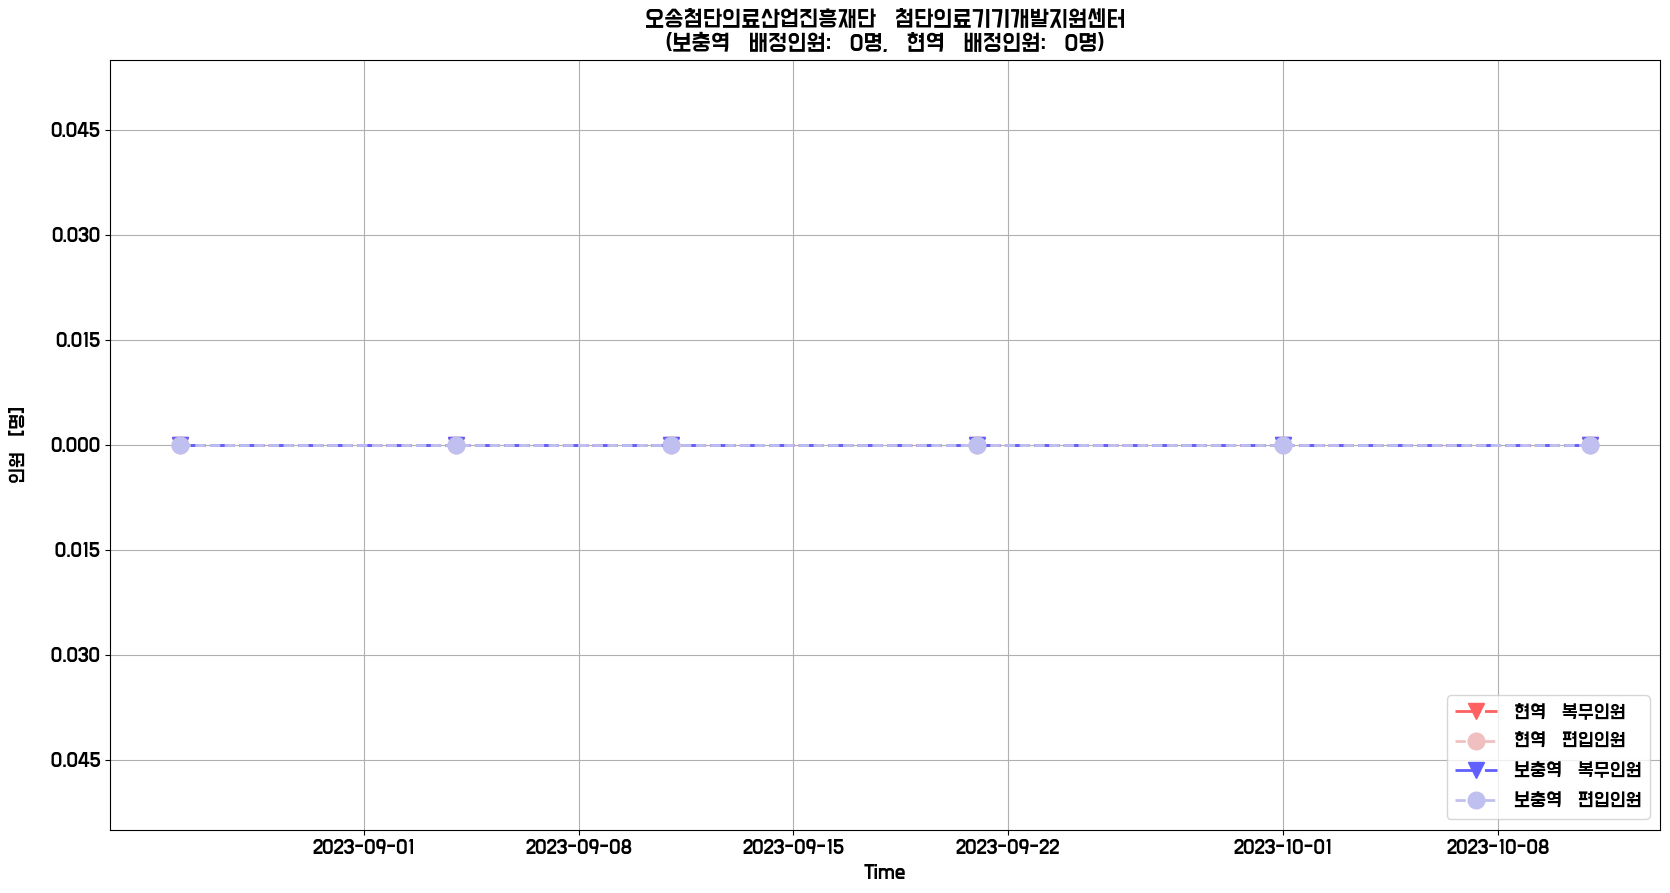 오송첨단의료산업진흥재단 첨단의료기기개발지원센터
(보충역 배정인원: 0명, 현역 배정인원: 0명)
0.045
0.030
0.015
0.000
0.015
0.030
0.045
인원 [명]
2023-09-01 2023-09-08 2023-09-15 2023-09-22 2023-10-01 2023-10-08
Time
현역 복무인원
현역 편입인원
보충역 복무인원
보충역 편입인원